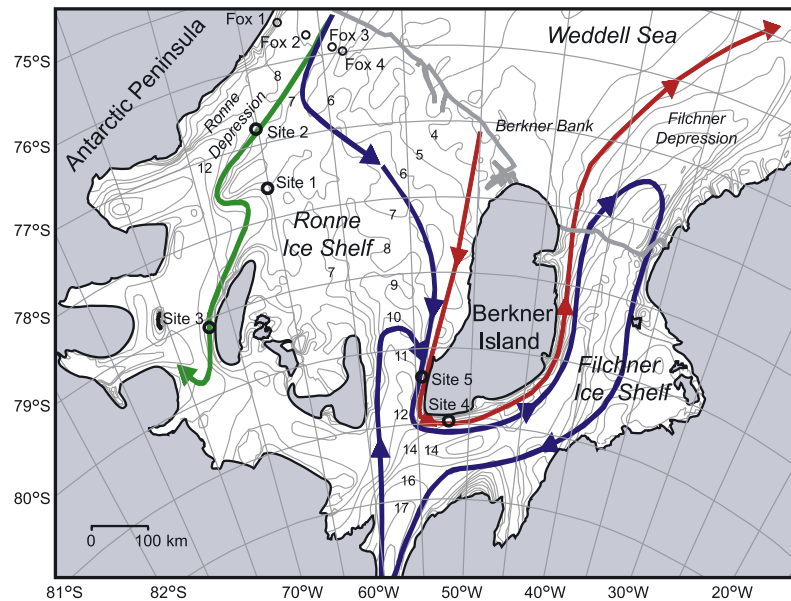 Fox 1
Fox 2
Fox 3
Fox 4
Weddell Sea
75°S
Antarctic Peninsula
8
7
6
Ronne
Depression
Filchner
Depression
Berkner Bank
4
5
Site 2
76°S
12
6
Site 1
7
77°S
Ronne
Ice Shelf
8
7
9
Site 3
78°S
10
Berkner
Island
11
Filchner
Ice Shelf
Site 5
Site 4
79°S
12
14
14
16
17
80°S
0
100 km
81°S
82°S
70°W
60°W
50°W
40°W
30°W
20°W